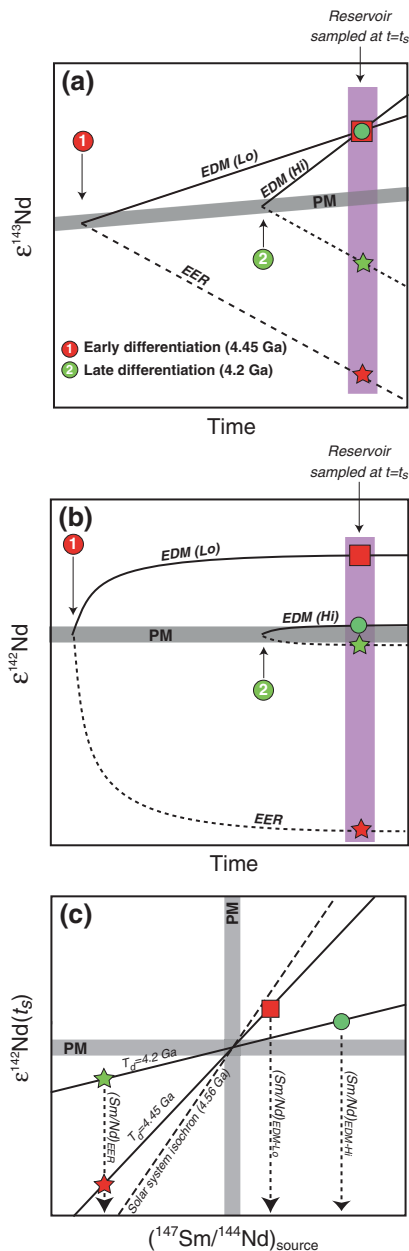 Reservoir
sampled at t=ts
(a)
1
EDM (Lo)
EDM (Hi)
PM
2
EER
ε143Nd
1 Early differentiation (4.45 Ga)
2 Late differentiation (4.2 Ga)
Time
Reservoir
sampled at t=ts
(b)
1
EDM (Lo)
EDM (Hi)
PM
2
ε142Nd
EER
Time
(c)
PM
PM
ε142Nd(ts)
Td=4.2 Ga
Td=4.45 Ga
Solar system isochron (4.56 Ga)
(Sm/Nd)EER
(Sm/Nd)EDM-Lo
(Sm/Nd)EDM-Hi
(147Sm/144Nd)source